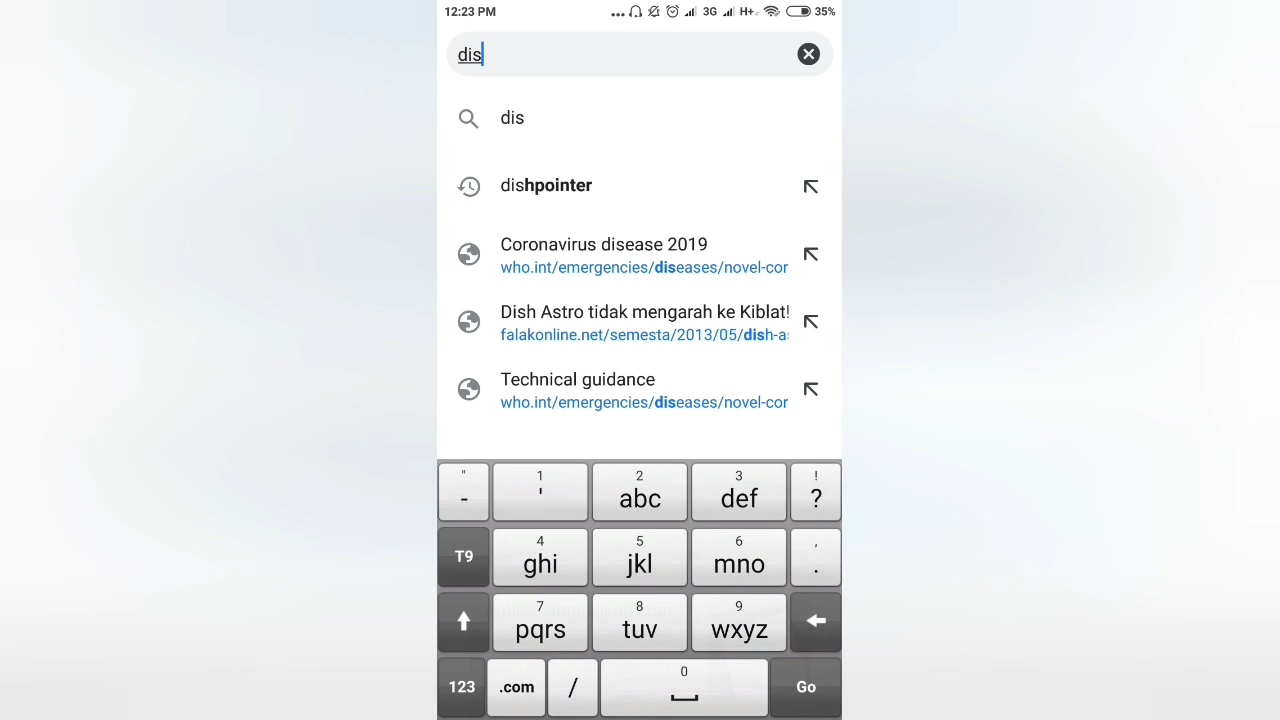 12:23 PM ... 3G H+ 35%
dis
dis
dishpointer
Coronavirus disease 2019
who.int/emergencies/diseases/novel-cor
Dish Astro tidak mengarah ke Kiblat!
falakonline.net/semesta/2013/05/dish-as
Technical guidance
who.int/emergencies/diseases/novel-cor
" 1 2 3 !
- ' abc def ?
4 5 6 ,
T9 ghi jkl mno .
7 8 9
pqrs tuv wxyz
0
123 .com / Go